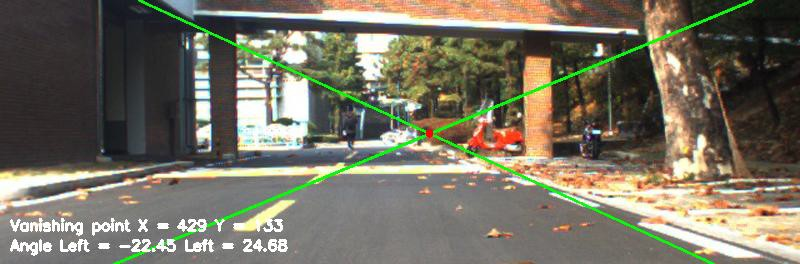 Vanishing point X = 429 Y = 133
Angle Left = -22.45 Left = 24.68